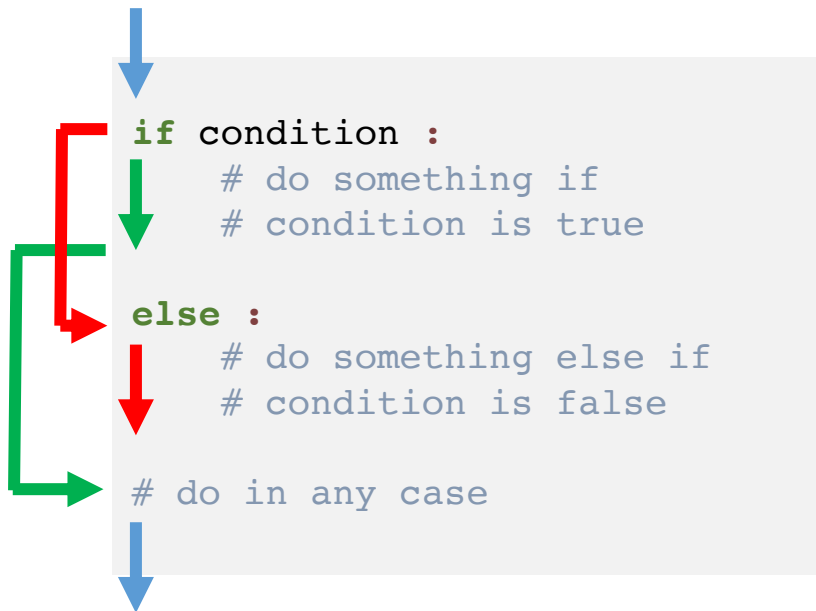 if condition :
# do something if
# condition is true
else :
# do something else if
# condition is false
# do in any case